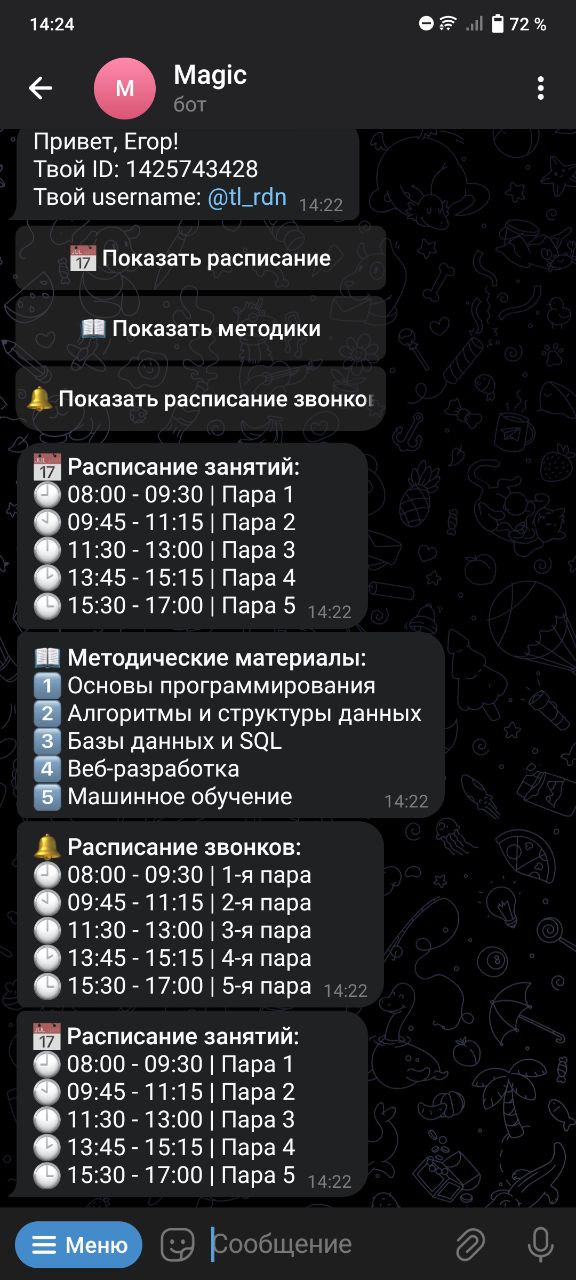 14:24
72 %
M
Magic
бот
Привет, Егор!
Твой ID: 1425743428
Твой username: @tl_rdn 14:22
JUL 17 Показать расписание
Показать методики
Показать расписание звонко
JUL 17 Расписание занятий:
08:00 - 09:30 | Пара 1
09:45 - 11:15 | Пара 2
11:30 - 13:00 | Пара 3
13:45 - 15:15 | Пара 4
15:30 - 17:00 | Пара 5 14:22
Методические материалы:
1 Основы программирования
2 Алгоритмы и структуры данных
3 Базы данных и SQL
4 Веб-разработка
5 Машинное обучение 14:22
Расписание звонков:
08:00 - 09:30 | 1-я пара
09:45 - 11:15 | 2-я пара
11:30 - 13:00 | 3-я пара
13:45 - 15:15 | 4-я пара
15:30 - 17:00 | 5-я пара 14:22
JUL 17 Расписание занятий:
08:00 - 09:30 | Пара 1
09:45 - 11:15 | Пара 2
11:30 - 13:00 | Пара 3
13:45 - 15:15 | Пара 4
15:30 - 17:00 | Пара 5 14:22
Меню
Сообщение